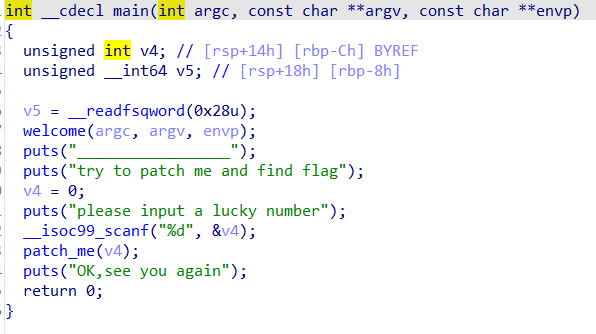 int __cdecl main(int argc, const char **argv, const char **envp)
{
unsigned int v4; // [rsp+14h] [rbp-Ch] BYREF
unsigned __int64 v5; // [rsp+18h] [rbp-8h]
v5 = __readfsqword(0x28u);
welcome(argc, argv, envp);
puts("_________________");
puts("try to patch me and find flag");
v4 = 0;
puts("please input a lucky number");
__isoc99_scanf("%d", &v4);
patch_me(v4);
puts("OK,see you again");
return 0;
}